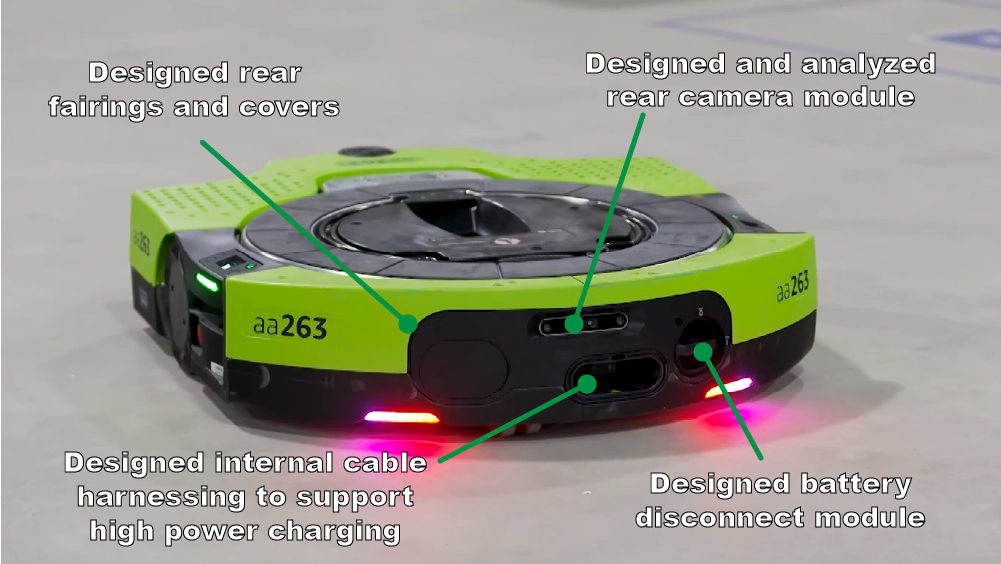 Designed rear
fairings and covers
Designed and analyzed
rear camera module
aa263
aa263
aa263
Designed internal cable
harnessing to support
high power charging
Designed battery
disconnect module